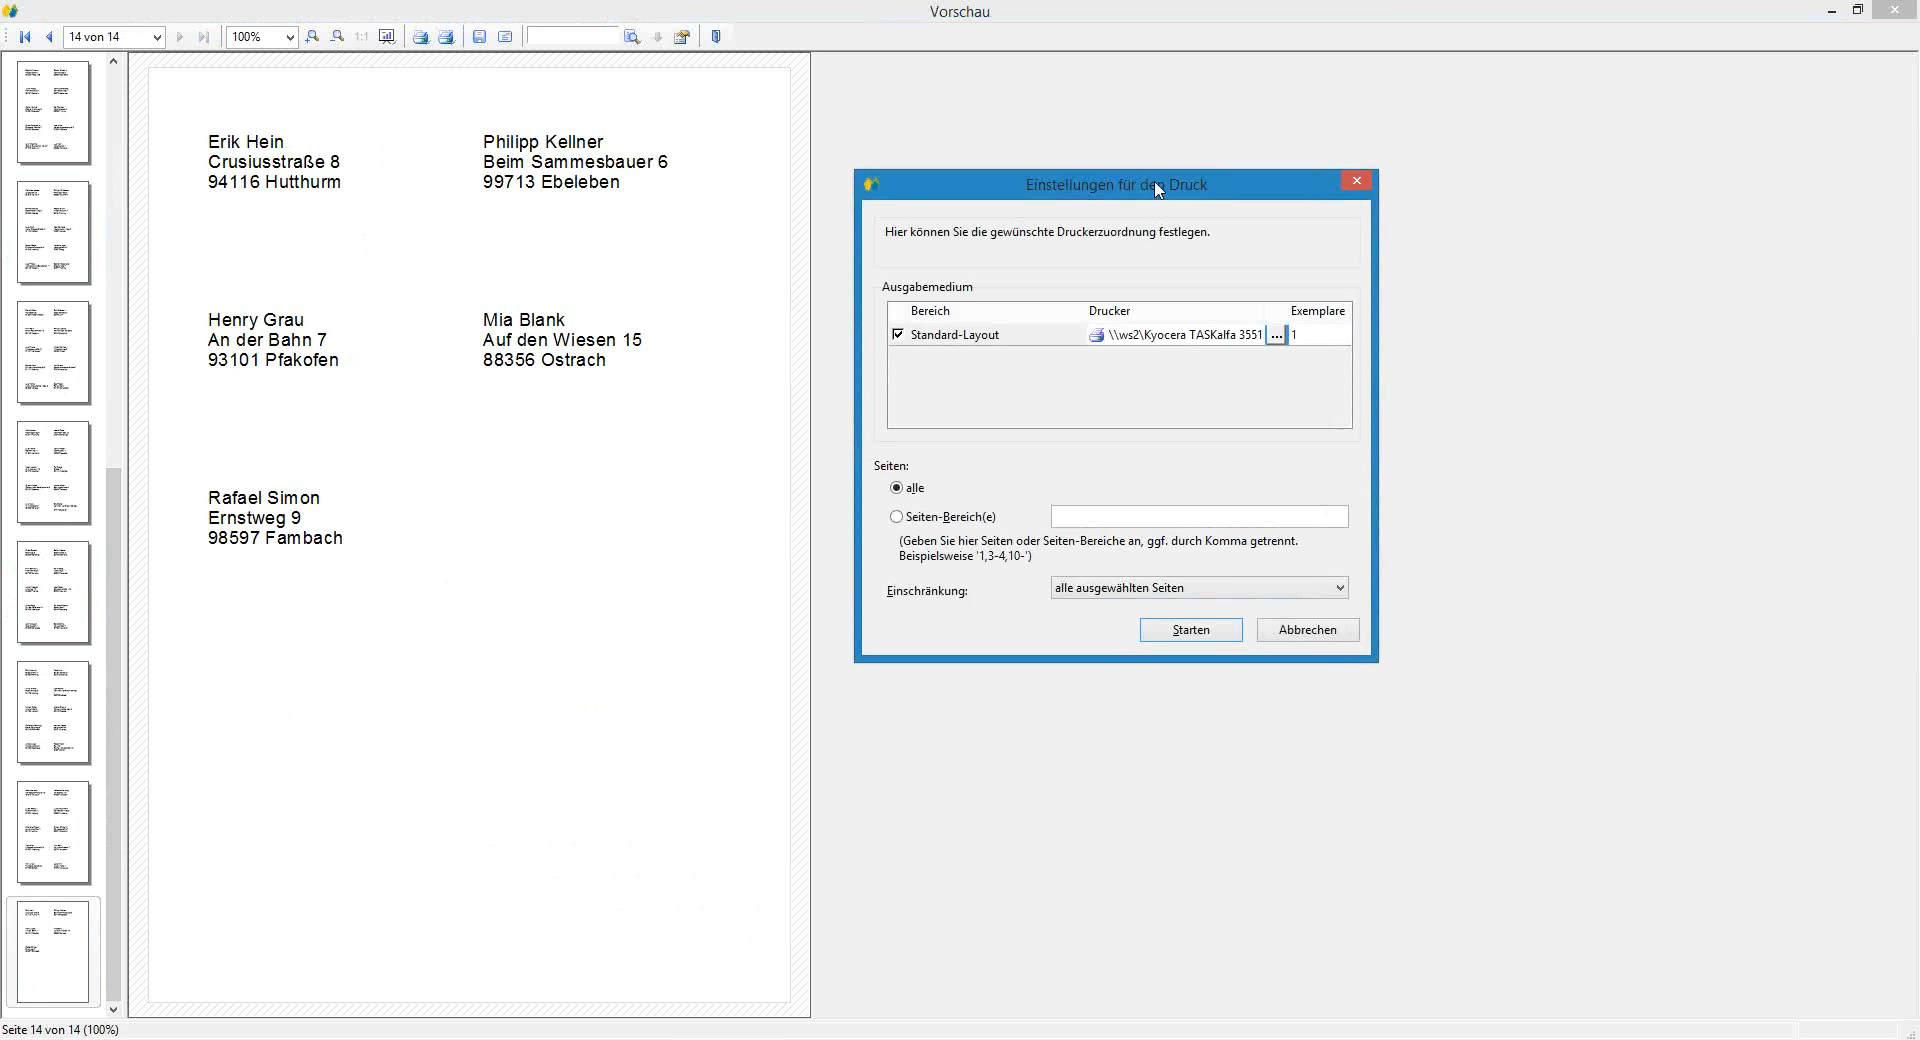 Vorschau
14 von 14
100%
1:1
Erik Hein
Crusiusstraße 8
94116 Hutthurm
Philipp Kellner
Beim Sammesbauer 6
99713 Ebeleben
Henry Grau
An der Bahn 7
93101 Pfakofen
Mia Blank
Auf den Wiesen 15
88356 Ostrach
Rafael Simon
Ernstweg 9
98597 Fambach
Einstellungen für den Druck
Hier können Sie die gewünschte Druckerzuordnung festlegen.
Ausgabemedium
Bereich Drucker Exemplare
Standard-Layout \\ws2\Kyocera TASKalfa 3551 ... 1
Seiten:
alle
Seiten-Bereich(e)
(Geben Sie hier Seiten oder Seiten-Bereiche an, ggf. durch Komma getrennt.
Beispielsweise '1,3-4,10-')
Einschränkung: alle ausgewählten Seiten
Starten Abbrechen
Seite 14 von 14 (100%)